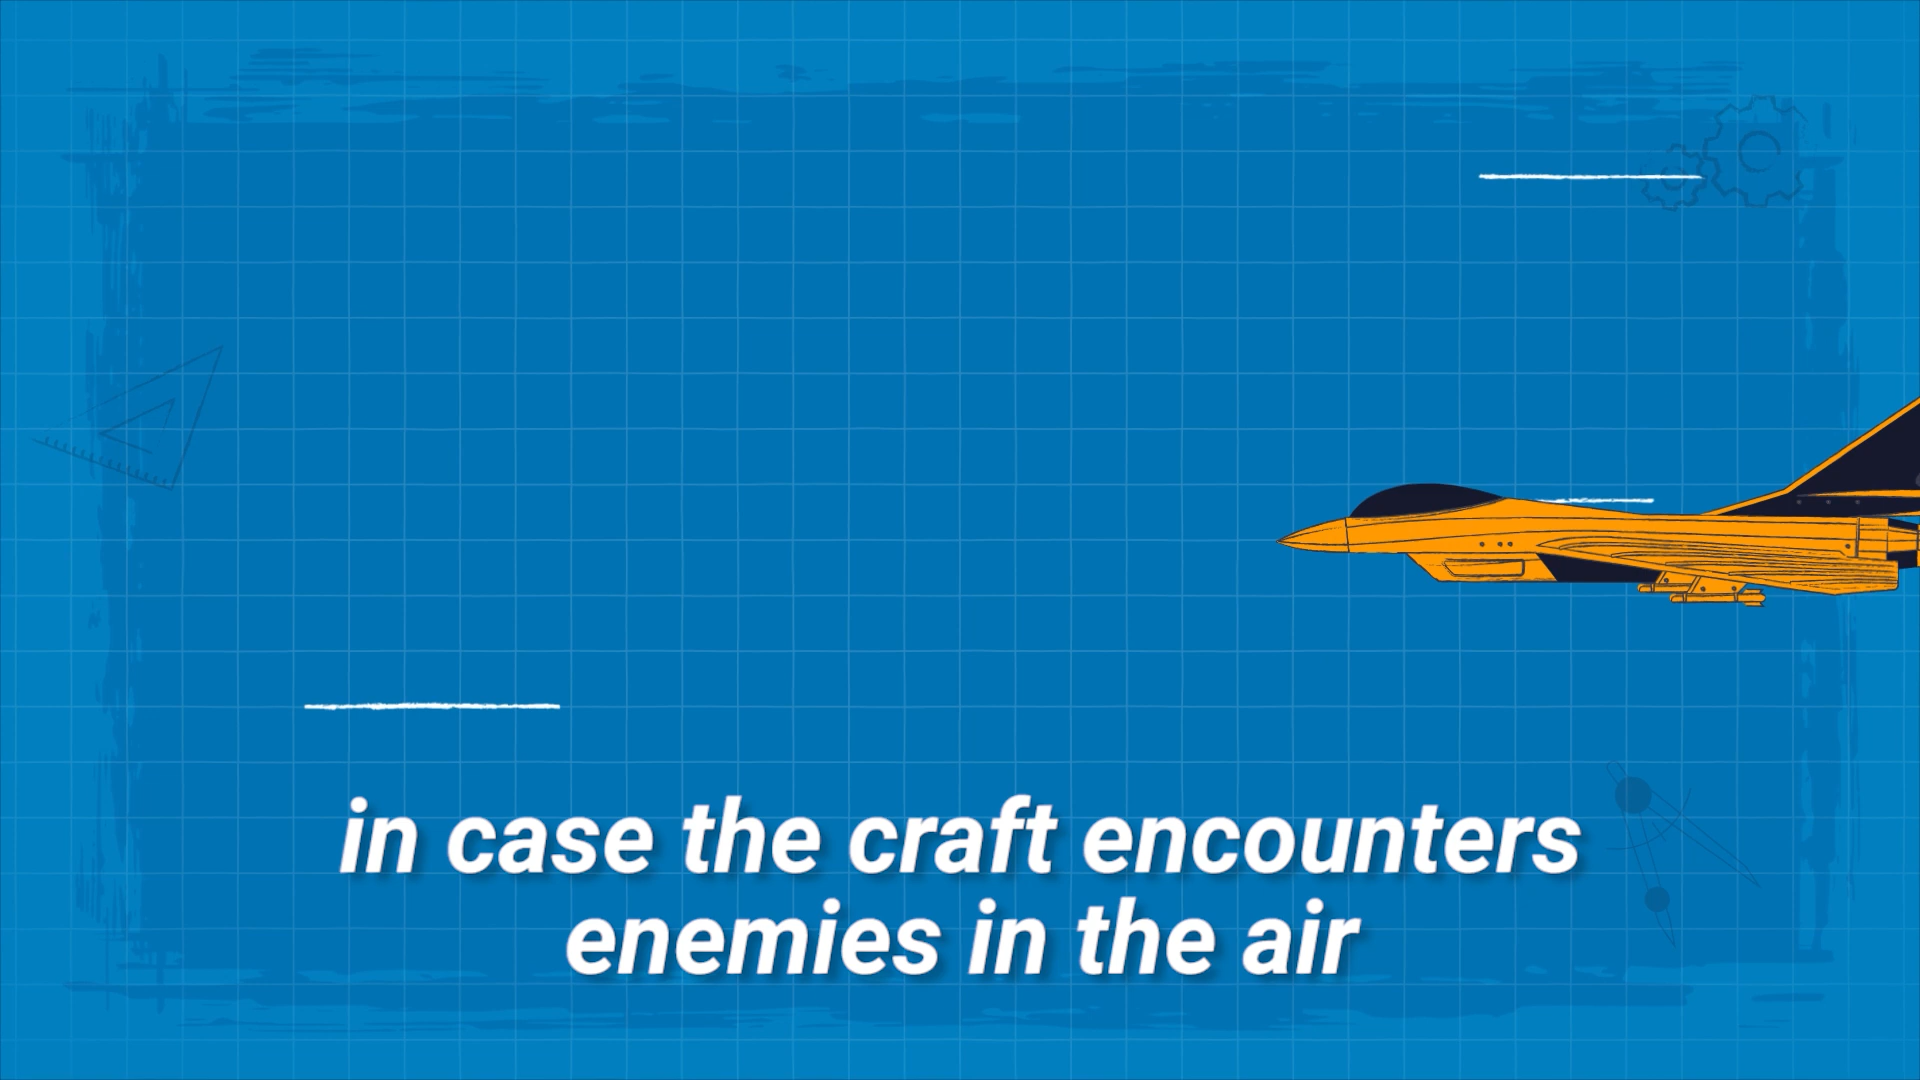 in case the craft encounters
enemies in the air